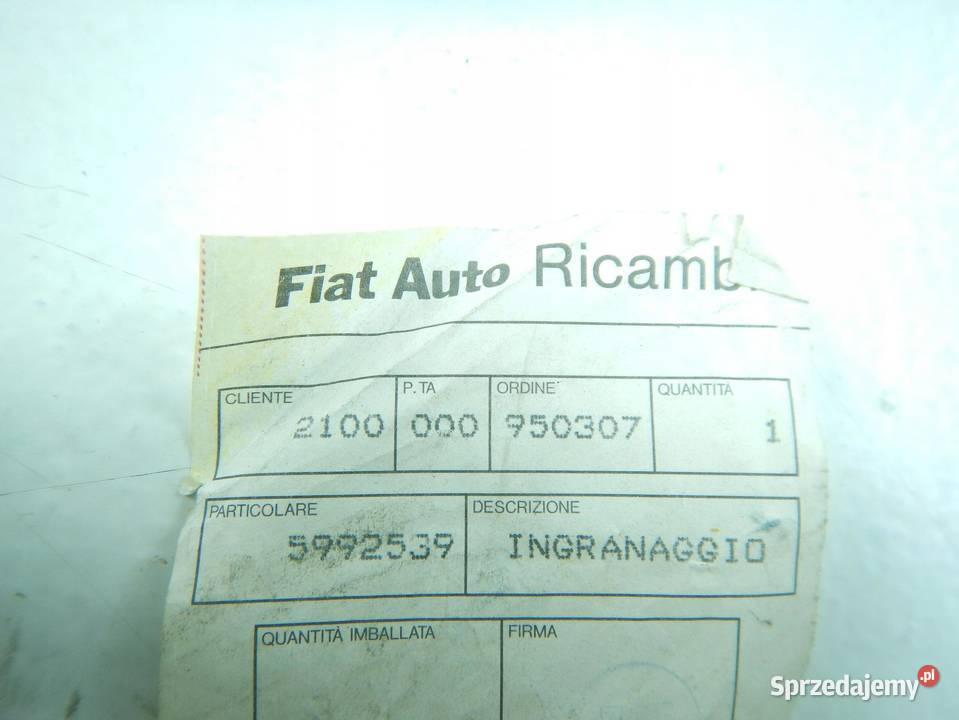 Fiat Auto Ricamb
CLIENTE P.TA ORDINE QUANTITÀ
2100 000 950307 1
PARTICOLARE DESCRIZIONE
5992539 INGRANAGGIO
QUANTITÀ IMBALLATA FIRMA
Sprzedajemy.pl